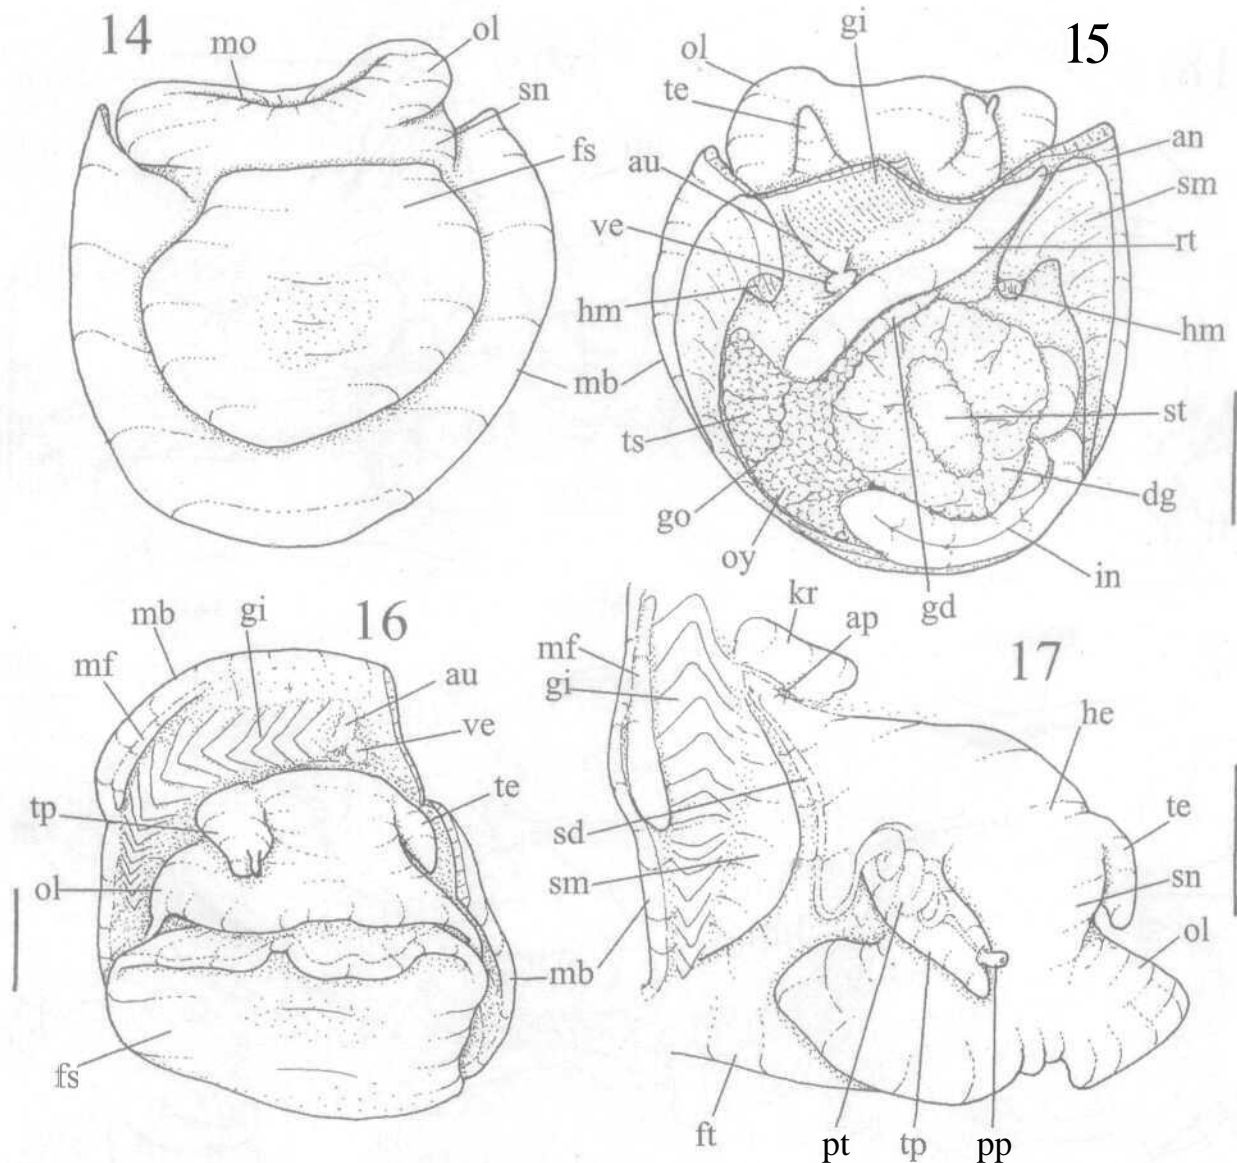 14
mo
ol
sn
fs
mb
15
gi
ol
te
au
ve
hm
ts
go
oy
gd
in
dg
st
hm
rt
sm
an
16
mb
gi
mf
au
ve
te
tp
ol
mb
fs
17
kr
ap
mf
gi
he
te
sd
sm
sn
ol
ft
pt
tp
pp